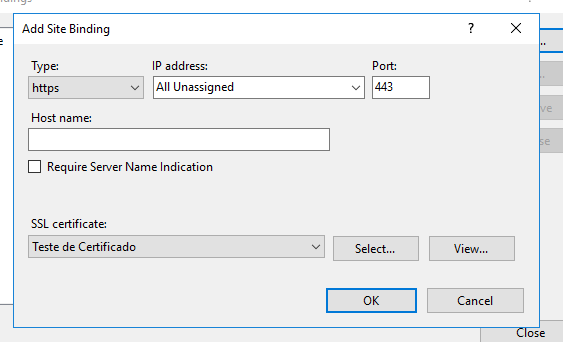 Add Site Binding
?
Type:
IP address:
Port:
https
All Unassigned
443
Host name:
Require Server Name Indication
SSL certificate:
Teste de Certificado
Select...
View...
OK
Cancel
Close